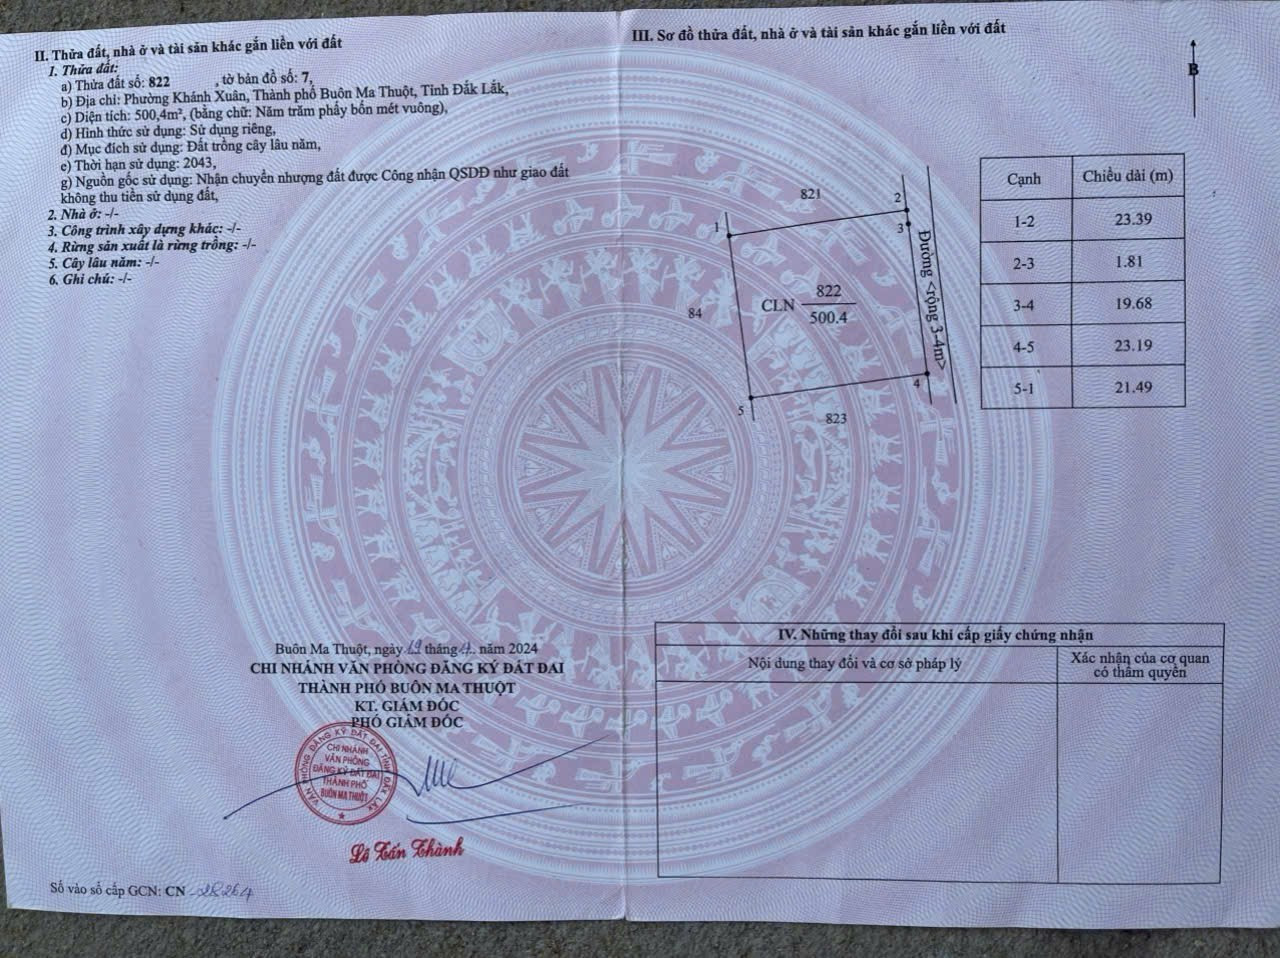 II. Thửa đất, nhà ở và tài sản khác gắn liền với đất
1. Thửa đất:
a) Thửa đất số: 822 , tờ bản đồ số: 7,
b) Địa chỉ: Phường Khánh Xuân, Thành phố Buôn Ma Thuột, Tỉnh Đắk Lắk,
c) Diện tích: 500,4m², (bằng chữ: Năm trăm phẩy bốn mét vuông),
d) Hình thức sử dụng: Sử dụng riêng,
đ) Mục đích sử dụng: Đất trồng cây lâu năm,
e) Thời hạn sử dụng: 2043,
g) Nguồn gốc sử dụng: Nhận chuyển nhượng đất được Công nhận QSDĐ như giao đất
không thu tiền sử dụng đất,
2. Nhà ở: -/-
3. Công trình xây dựng khác: -/-
4. Rừng sản xuất là rừng trồng: -/-
5. Cây lâu năm: -/-
6. Ghi chú: -/-
Buôn Ma Thuột, ngày 19 tháng 4. năm 2024
CHI NHÁNH VĂN PHÒNG ĐĂNG KÝ ĐẤT ĐAI
THÀNH PHỐ BUÔN MA THUỘT
KT. GIÁM ĐỐC
PHÓ GIÁM ĐỐC
VĂN PHÒNG ĐĂNG KÝ ĐẤT ĐAI TỈNH ĐẮK LẮK
CHI NHÁNH
VĂN PHÒNG
ĐĂNG KÝ ĐẤT ĐAI
THÀNH PHỐ
BUÔN MA THUỘT
Lê Tấn Thành
Số vào sổ cấp GCN: CN -28264
III. Sơ đồ thửa đất, nhà ở và tài sản khác gắn liền với đất
B
821
1
2
3
84
CLN
822
500.4
Đường <rộng 3-4m>
4
5
823
Cạnh Chiều dài (m)
1-2 23.39
2-3 1.81
3-4 19.68
4-5 23.19
5-1 21.49
IV. Những thay đổi sau khi cấp giấy chứng nhận
Nội dung thay đổi và cơ sở pháp lý
Xác nhận của cơ quan
có thẩm quyền